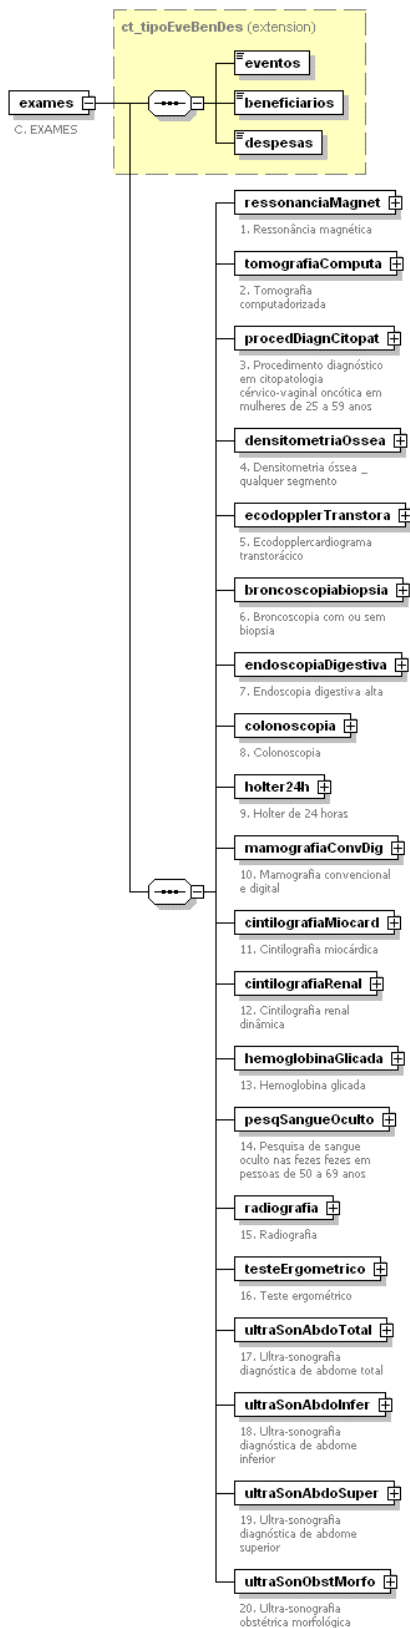 ct_tipoEveBenDes (extension)
eventos
exames
beneficiarios
C. EXAMES
despesas
ressonanciaMagnet
1. Ressonância magnética
tomografiaComputa
2. Tomografia
computadorizada
procedDiagnCitopat
3. Procedimento diagnóstico
em citopatologia
cérvico-vaginal oncótica em
mulheres de 25 a 59 anos
densitometriaOssea
4. Densitometria óssea _
qualquer segmento
ecodopplerTranstora
5. Ecodopplercardiograma
transtorácico
broncoscopiabiopsia
6. Broncoscopia com ou sem
biopsia
endoscopiaDigestiva
7. Endoscopia digestiva alta
colonoscopia
8. Colonoscopia
holter24h
9. Holter de 24 horas
mamografiaConvDig
10. Mamografia convencional
e digital
cintilografiaMiocard
11. Cintilografia miocárdica
cintilografiaRenal
12. Cintilografia renal
dinâmica
hemoglobinaGlicada
13. Hemoglobina glicada
pesqSangueOculto
14. Pesquisa de sangue
oculto nas fezes fezes em
pessoas de 50 a 69 anos
radiografia
15. Radiografia
testeErgometrico
16. Teste ergométrico
ultraSonAbdoTotal
17. Ultra-sonografia
diagnóstica de abdome total
ultraSonAbdoInfer
18. Ultra-sonografia
diagnóstica de abdome
inferior
ultraSonAbdoSuper
19. Ultra-sonografia
diagnóstica de abdome
superior
ultraSonObstMorfo
20. Ultra-sonografia
obstétrica morfológica